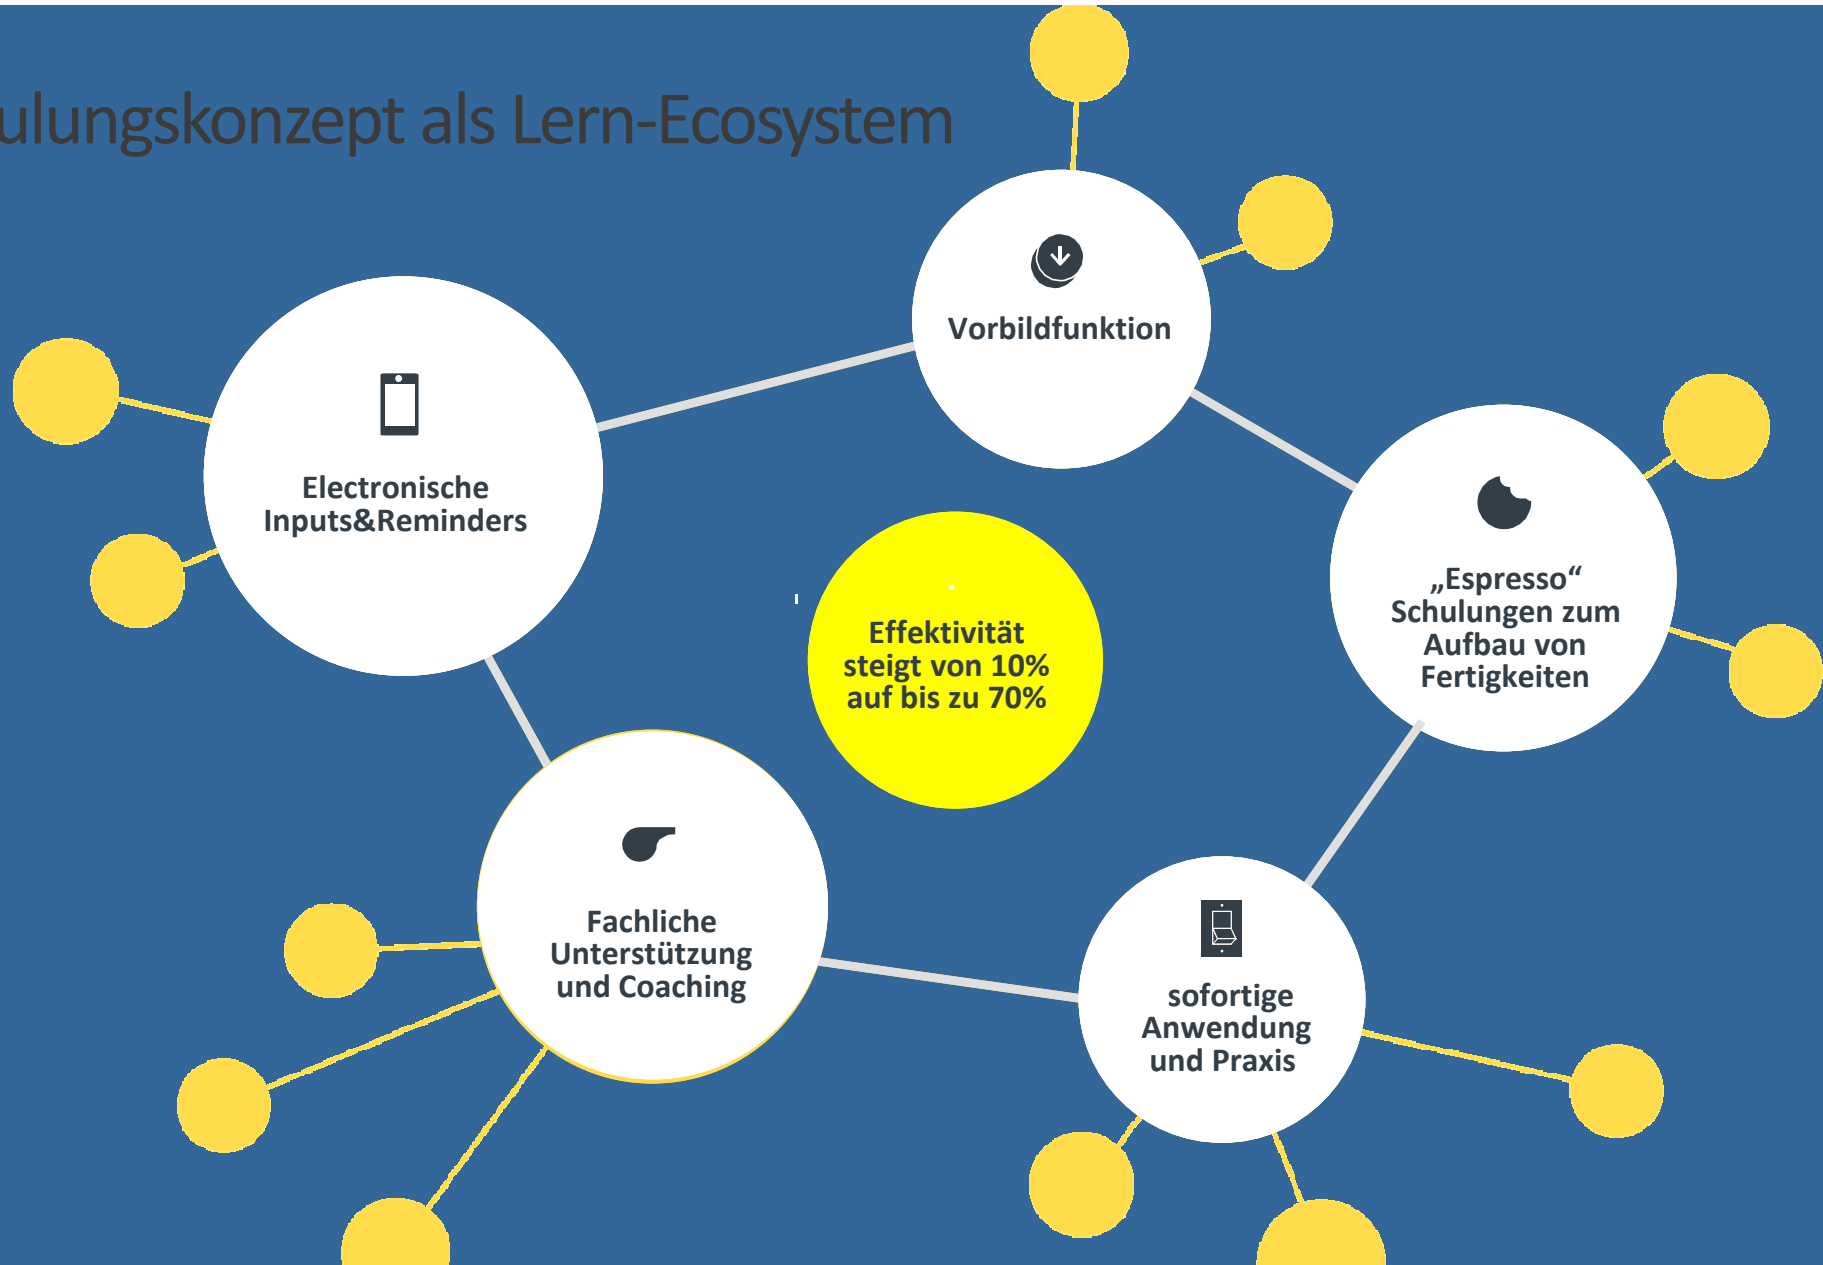 ulungskonzept als Lern-Ecosystem
Vorbildfunktion
Electronische
Inputs&Reminders
„Espresso“
Schulungen zum
Aufbau von
Fertigkeiten
Effektivität
steigt von 10%
auf bis zu 70%
Fachliche
Unterstützung
und Coaching
sofortige
Anwendung
und Praxis